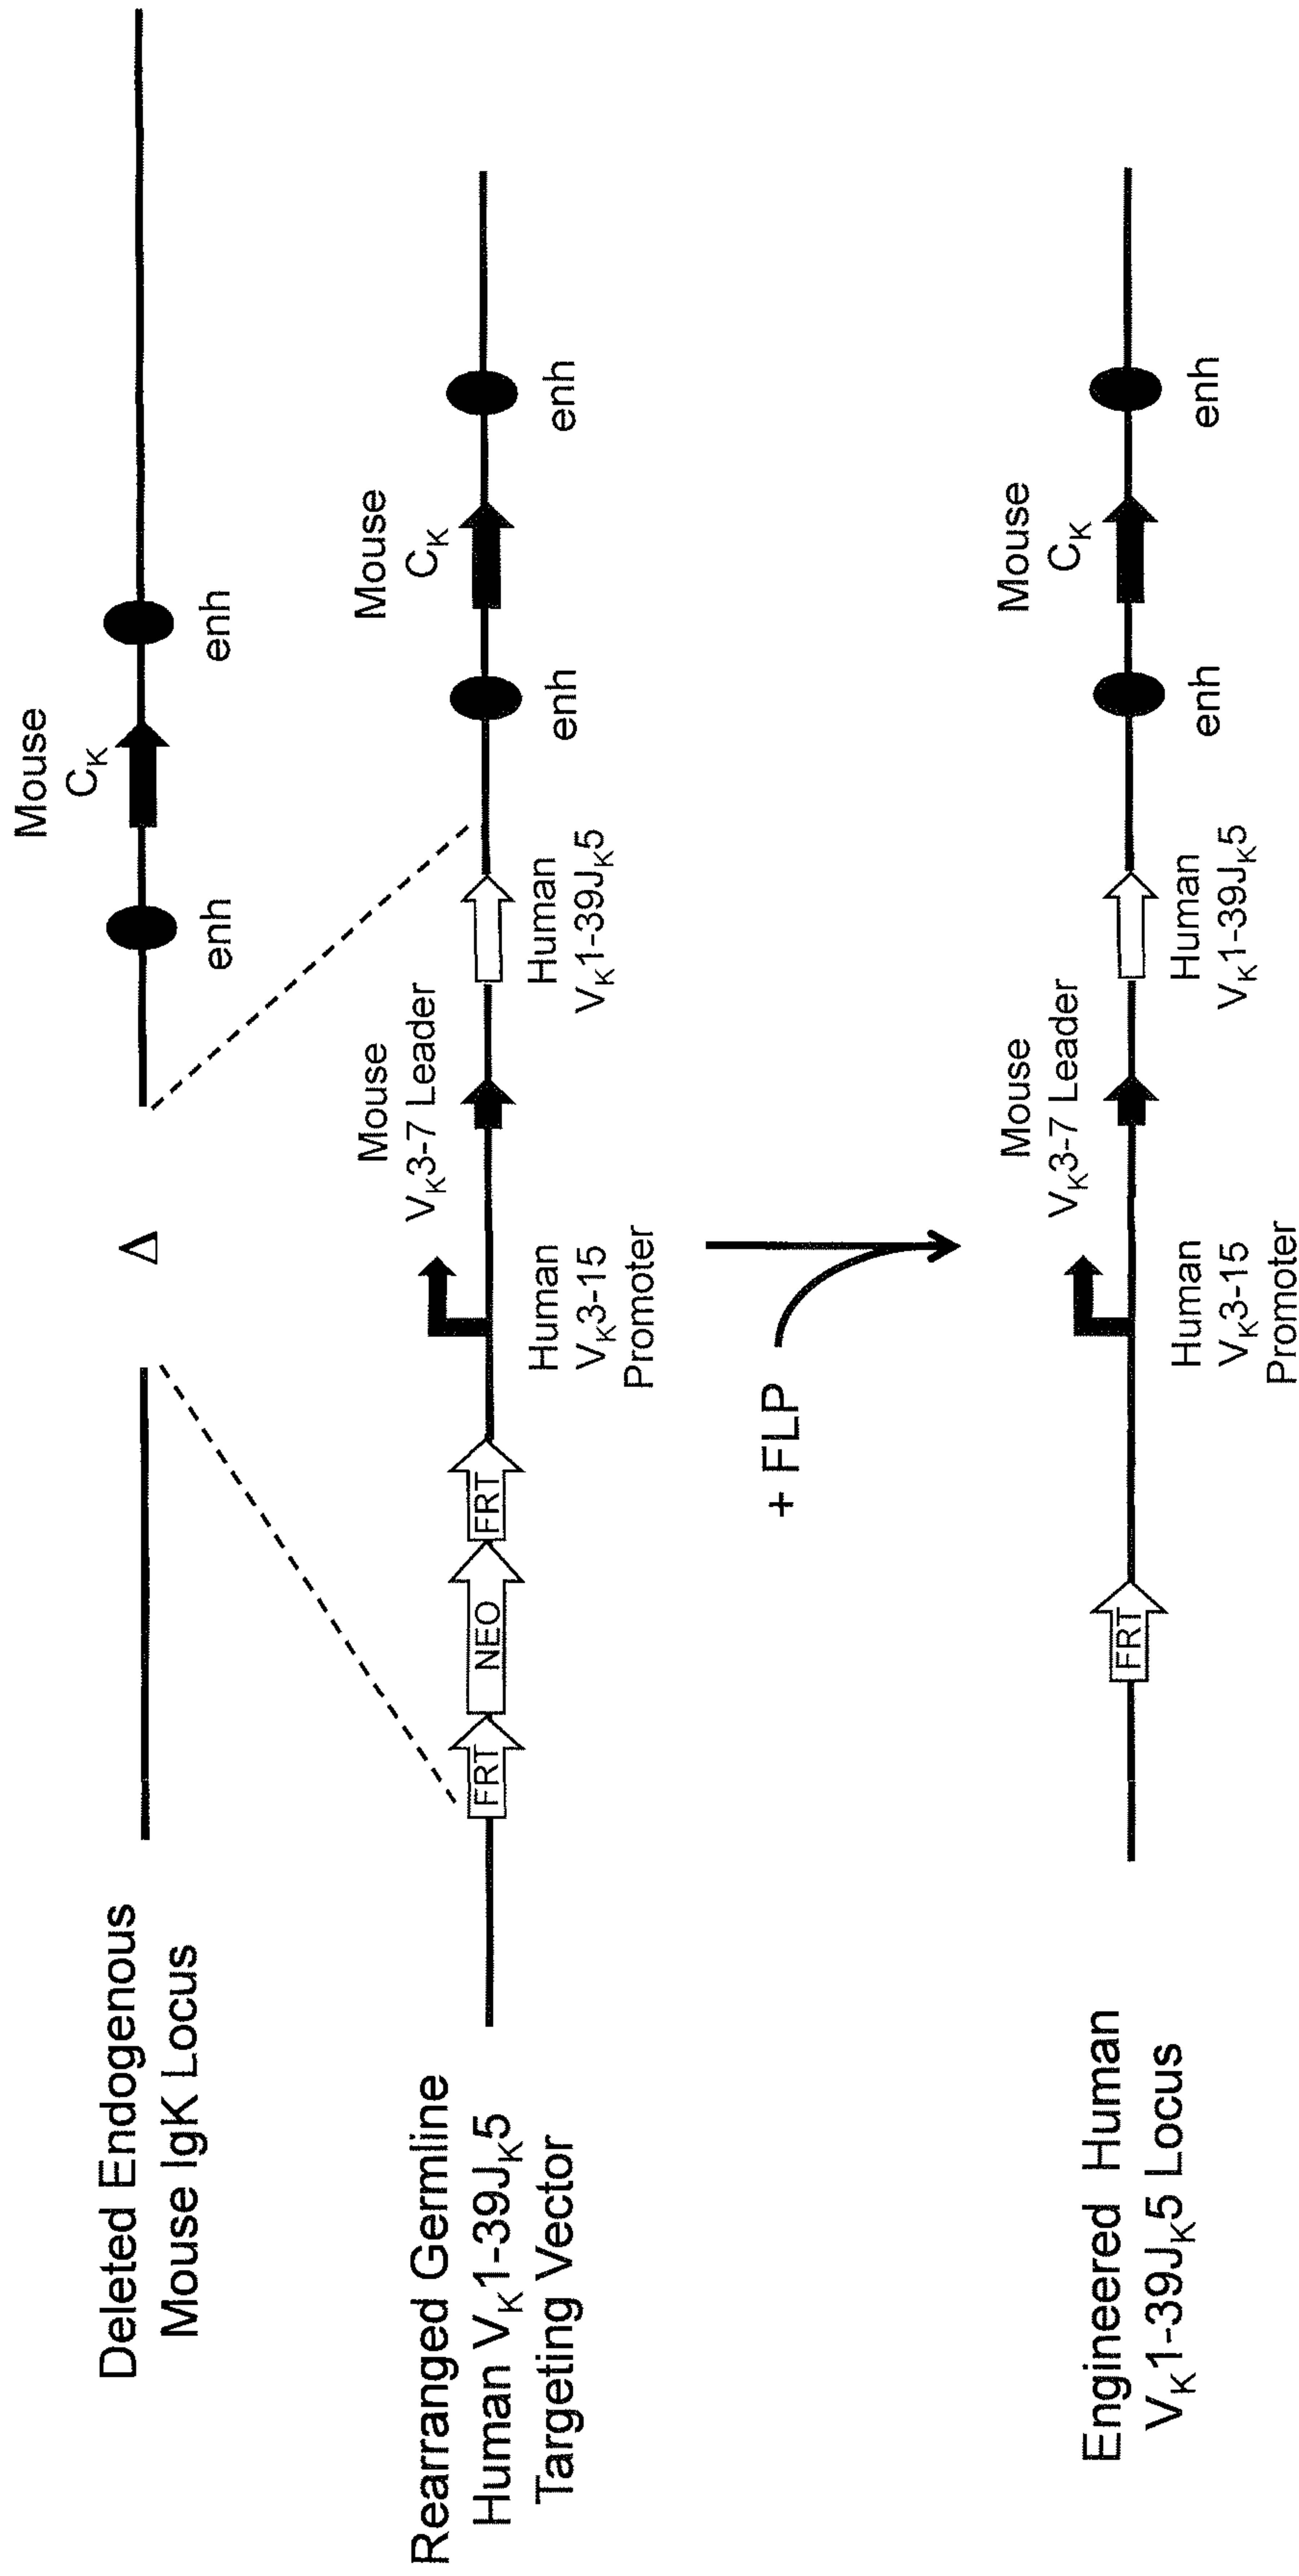 Deleted Endogenous
Mouse IgK Locus
Δ
enh
Mouse
CK
enh
Rearranged Germline
Human VK1-39JK5
Targeting Vector
FRT
NEO
FRT
Human
VK3-15
Promoter
Mouse
VK3-7 Leader
Human
VK1-39JK5
enh
Mouse
CK
enh
+ FLP
Engineered Human
VK1-39JK5 Locus
FRT
Human
VK3-15
Promoter
Mouse
VK3-7 Leader
Human
VK1-39JK5
enh
Mouse
CK
enh